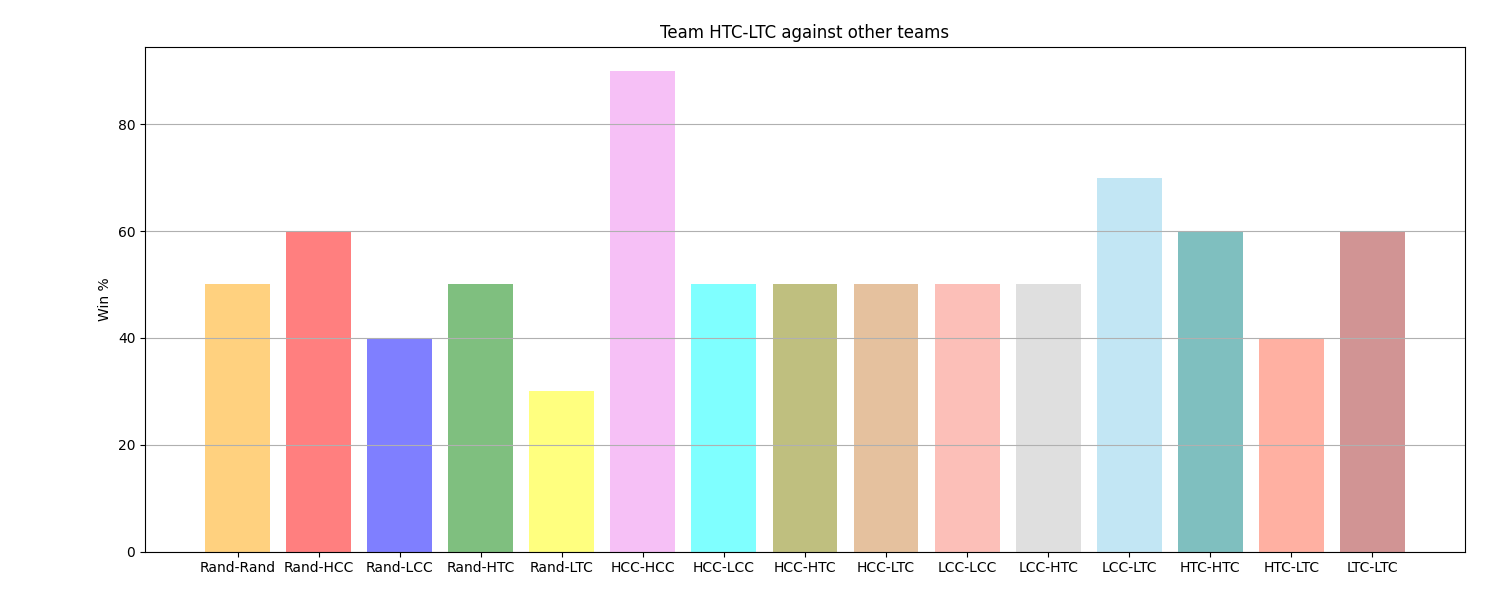 Team HTC-LTC against other teams
Win %
80
60
40
20
0
Rand-Rand Rand-HCC Rand-LCC Rand-HTC Rand-LTC HCC-HCC HCC-LCC HCC-HTC HCC-LTC LCC-LCC LCC-HTC LCC-LTC HTC-HTC HTC-LTC LTC-LTC